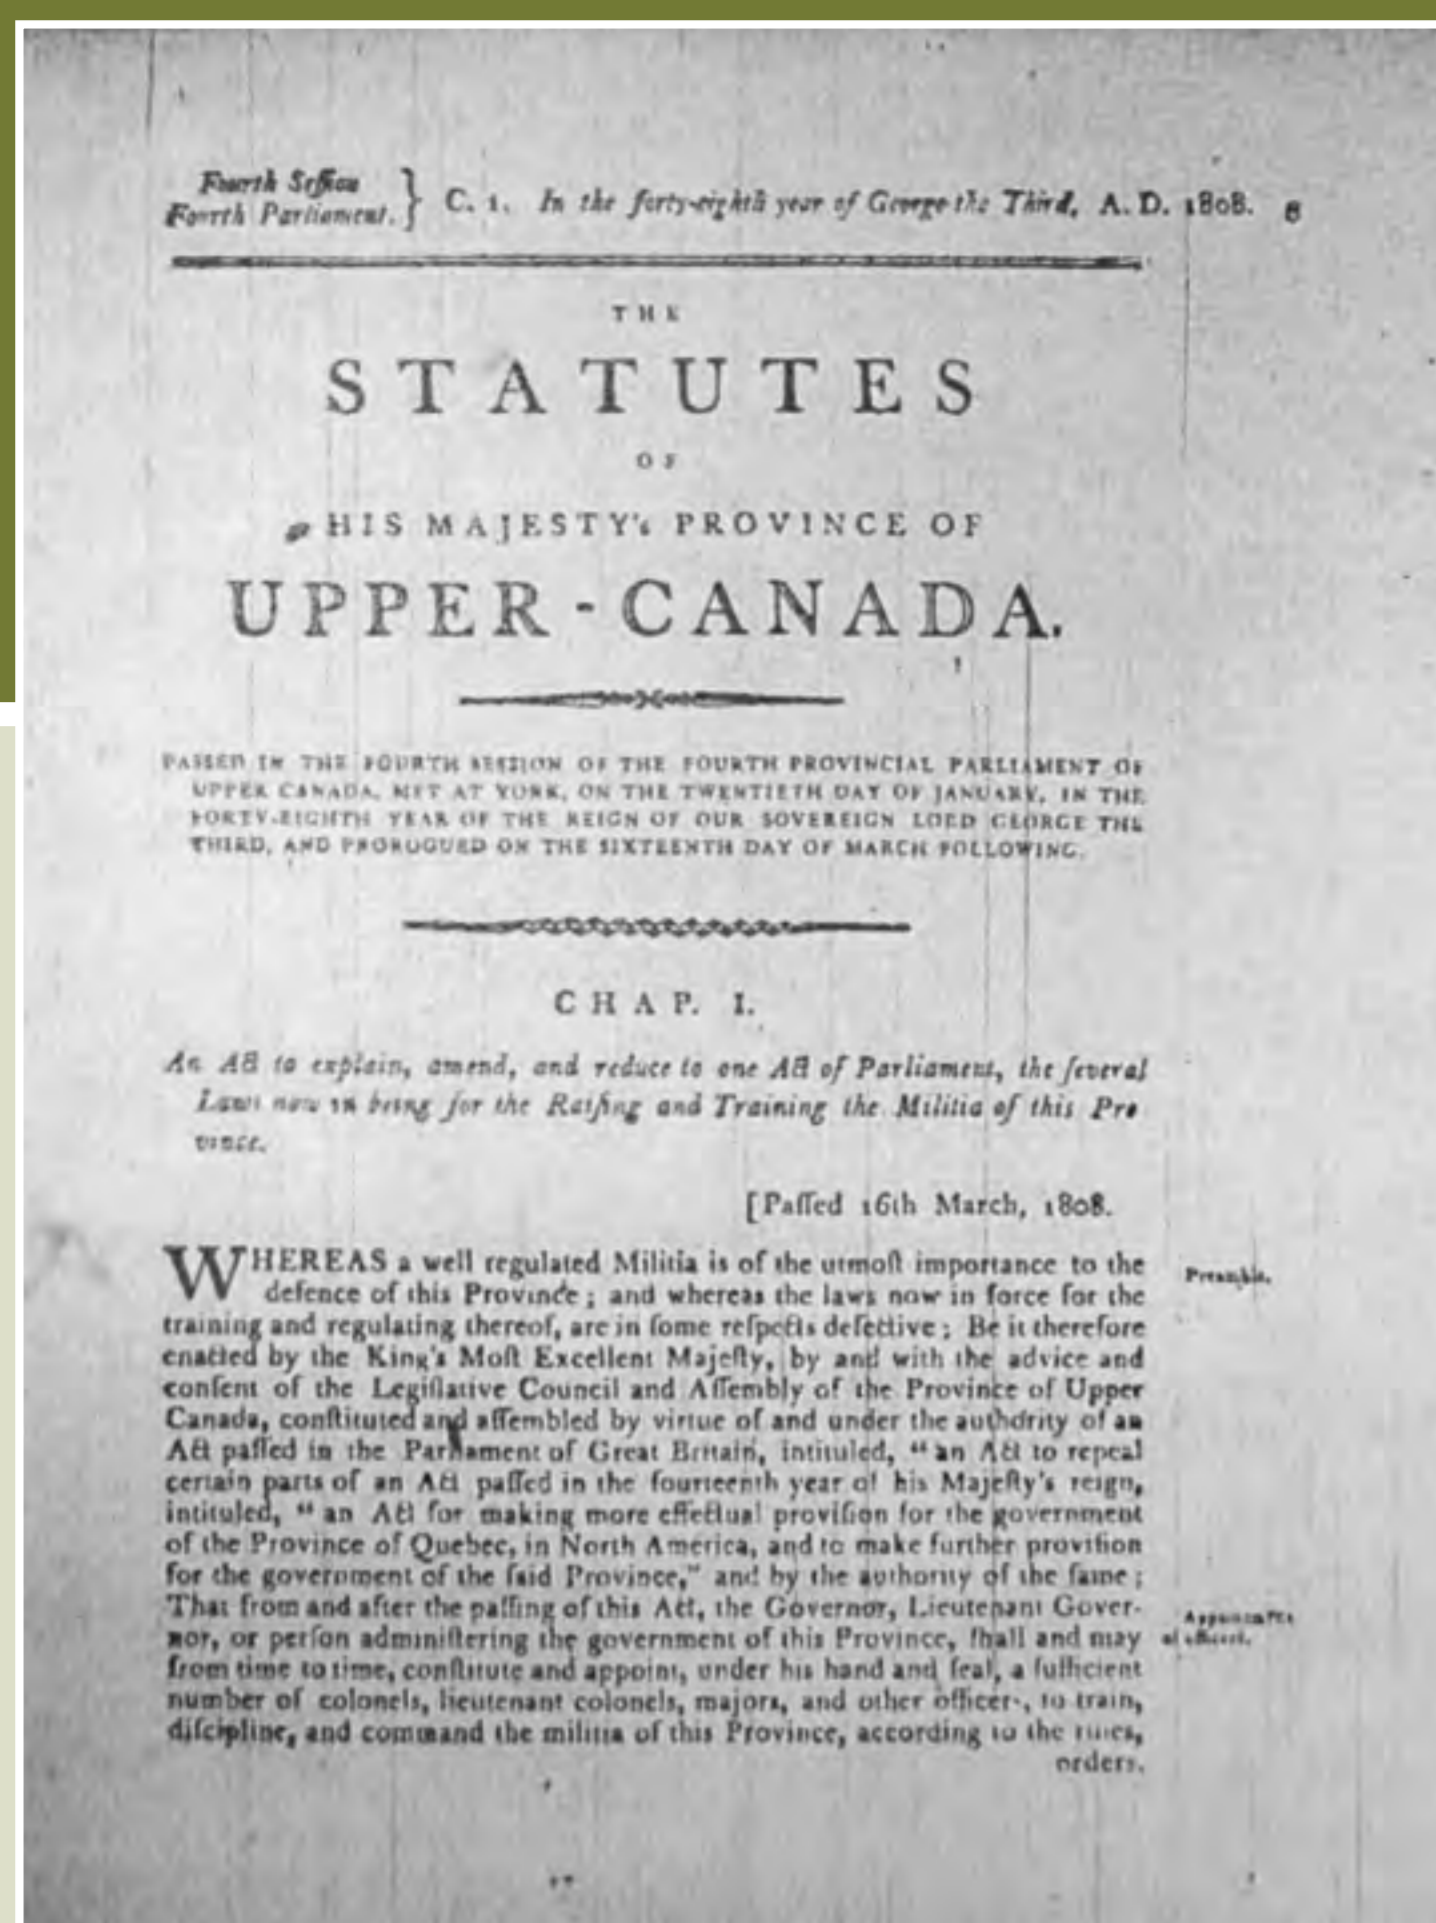 Fourth Seſſion
Fourth Parliament. } C. 1. In the forty-eighth year of George the Third, A. D. 1808.
THE
STATUTES
OF
HIS MAJESTY's PROVINCE OF
UPPER-CANADA.
PASSED IN THE FOURTH SESSION OF THE FOURTH PROVINCIAL PARLIAMENT OF
UPPER CANADA, MET AT YORK, ON THE TWENTIETH DAY OF JANUARY, IN THE
FORTY-EIGHTH YEAR OF THE REIGN OF OUR SOVEREIGN LORD GEORGE THE
THIRD, AND PROROGUED ON THE SIXTEENTH DAY OF MARCH FOLLOWING.
CHAP. I.
An Act to explain, amend, and reduce to one Act of Parliament, the ſeveral
Laws now in being for the Raiſing and Training the Militia of this Pro
vince.
[Paſſed 16th March, 1808.
WHEREAS a well regulated Militia is of the utmoſt importance to the
Preamble.
defence of this Province; and whereas the laws now in force for the
training and regulating thereof, are in ſome reſpects defective; Be it therefore
enacted by the King's Moſt Excellent Majeſty, by and with the advice and
conſent of the Legiſlative Council and Aſſembly of the Province of Upper
Canada, conſtituted and aſſembled by virtue of and under the authority of an
Act paſſed in the Parliament of Great Britain, intituled, "an Act to repeal
certain parts of an Act paſſed in the fourteenth year of his Majeſty's reign,
intituled, "an Act for making more effectual proviſion for the government
of the Province of Quebec, in North America, and to make further proviſion
for the government of the ſaid Province," and by the authority of the ſame;
That from and after the paſſing of this Act, the Governor, Lieutenant Gover-
nor, or perſon adminiſtering the government of this Province, ſhall and may
of officers.
from time to time, conſtitute and appoint, under his hand and ſeal, a ſufficient
number of colonels, lieutenant colonels, majors, and other officers, to train,
diſcipline, and command the militia of this Province, according to the rules,
orders.